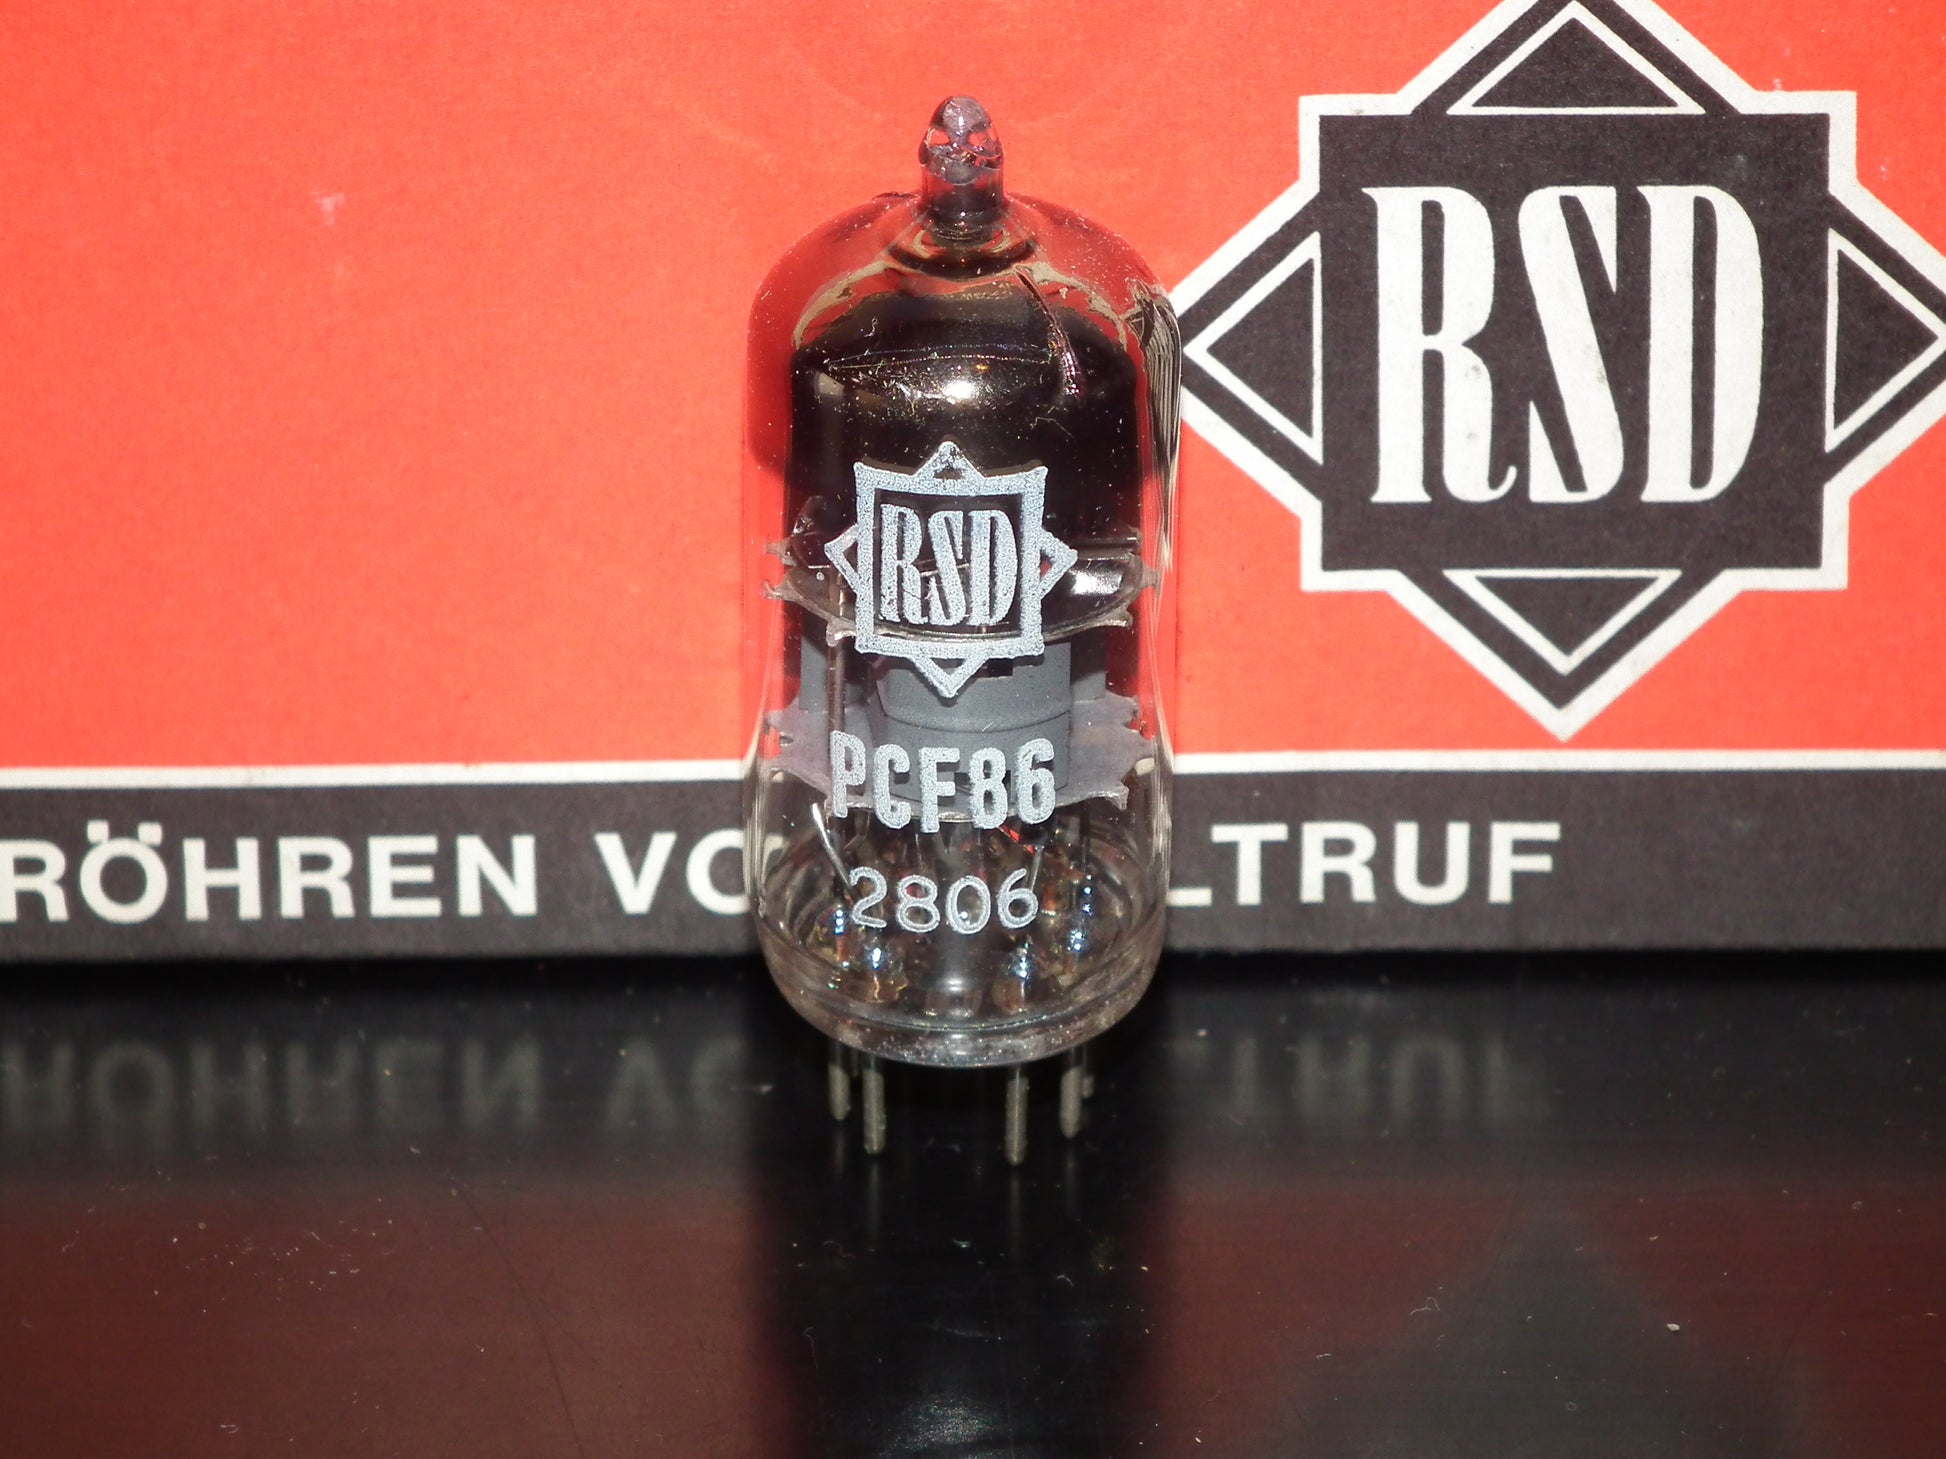 RSD
RSD
PCF86
2806
RÖHREN VO LTRUF